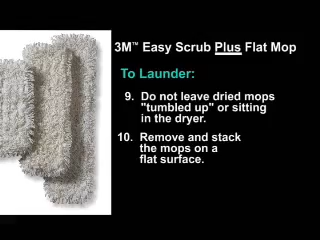 3M™ Easy Scrub Plus Flat Mop
To Launder:
9. Do not leave dried mops
"tumbled up" or sitting
in the dryer.
10. Remove and stack
the mops on a
flat surface.